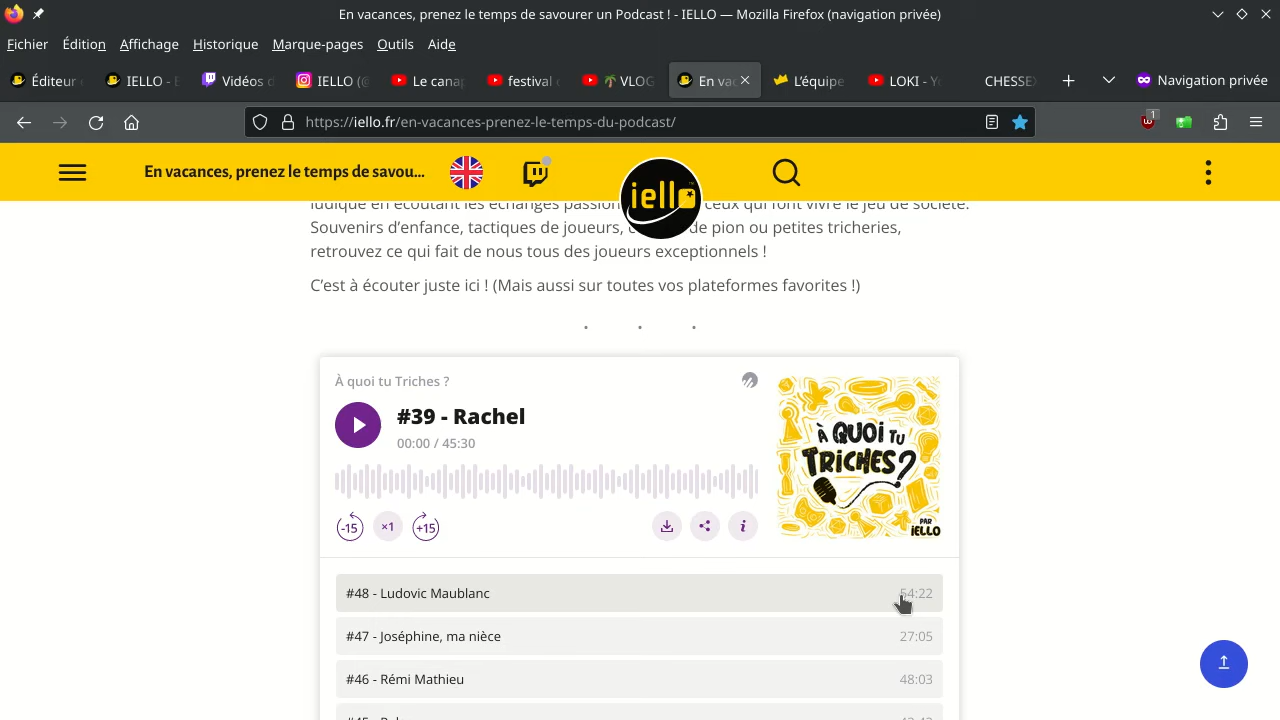 En vacances, prenez le temps de savourer un Podcast ! - IELLO — Mozilla Firefox (navigation privée)
Fichier Édition Affichage Historique Marque-pages Outils Aide
Éditeur IELLO - Vidéos d IELLO (@ Le canap festival VLOG En vac L'équipe LOKI - Y CHESSEX Navigation privée
https://iello.fr/en-vacances-prenez-le-temps-du-podcast/
En vacances, prenez le temps de savou...
iello
ludique en écoutant les échanges passion ceux qui font vivre le jeu de société.
Souvenirs d'enfance, tactiques de joueurs, de pion ou petites tricheries,
retrouvez ce qui fait de nous tous des joueurs exceptionnels !
C'est à écouter juste ici ! (Mais aussi sur toutes vos plateformes favorites !)
. . .
À quoi tu Triches ?
#39 - Rachel
00:00 / 45:30
-15 ×1 +15
À QUOI TU
TRICHES?
PAR
iELLO
#48 - Ludovic Maublanc 54:22
#47 - Joséphine, ma nièce 27:05
#46 - Rémi Mathieu 48:03